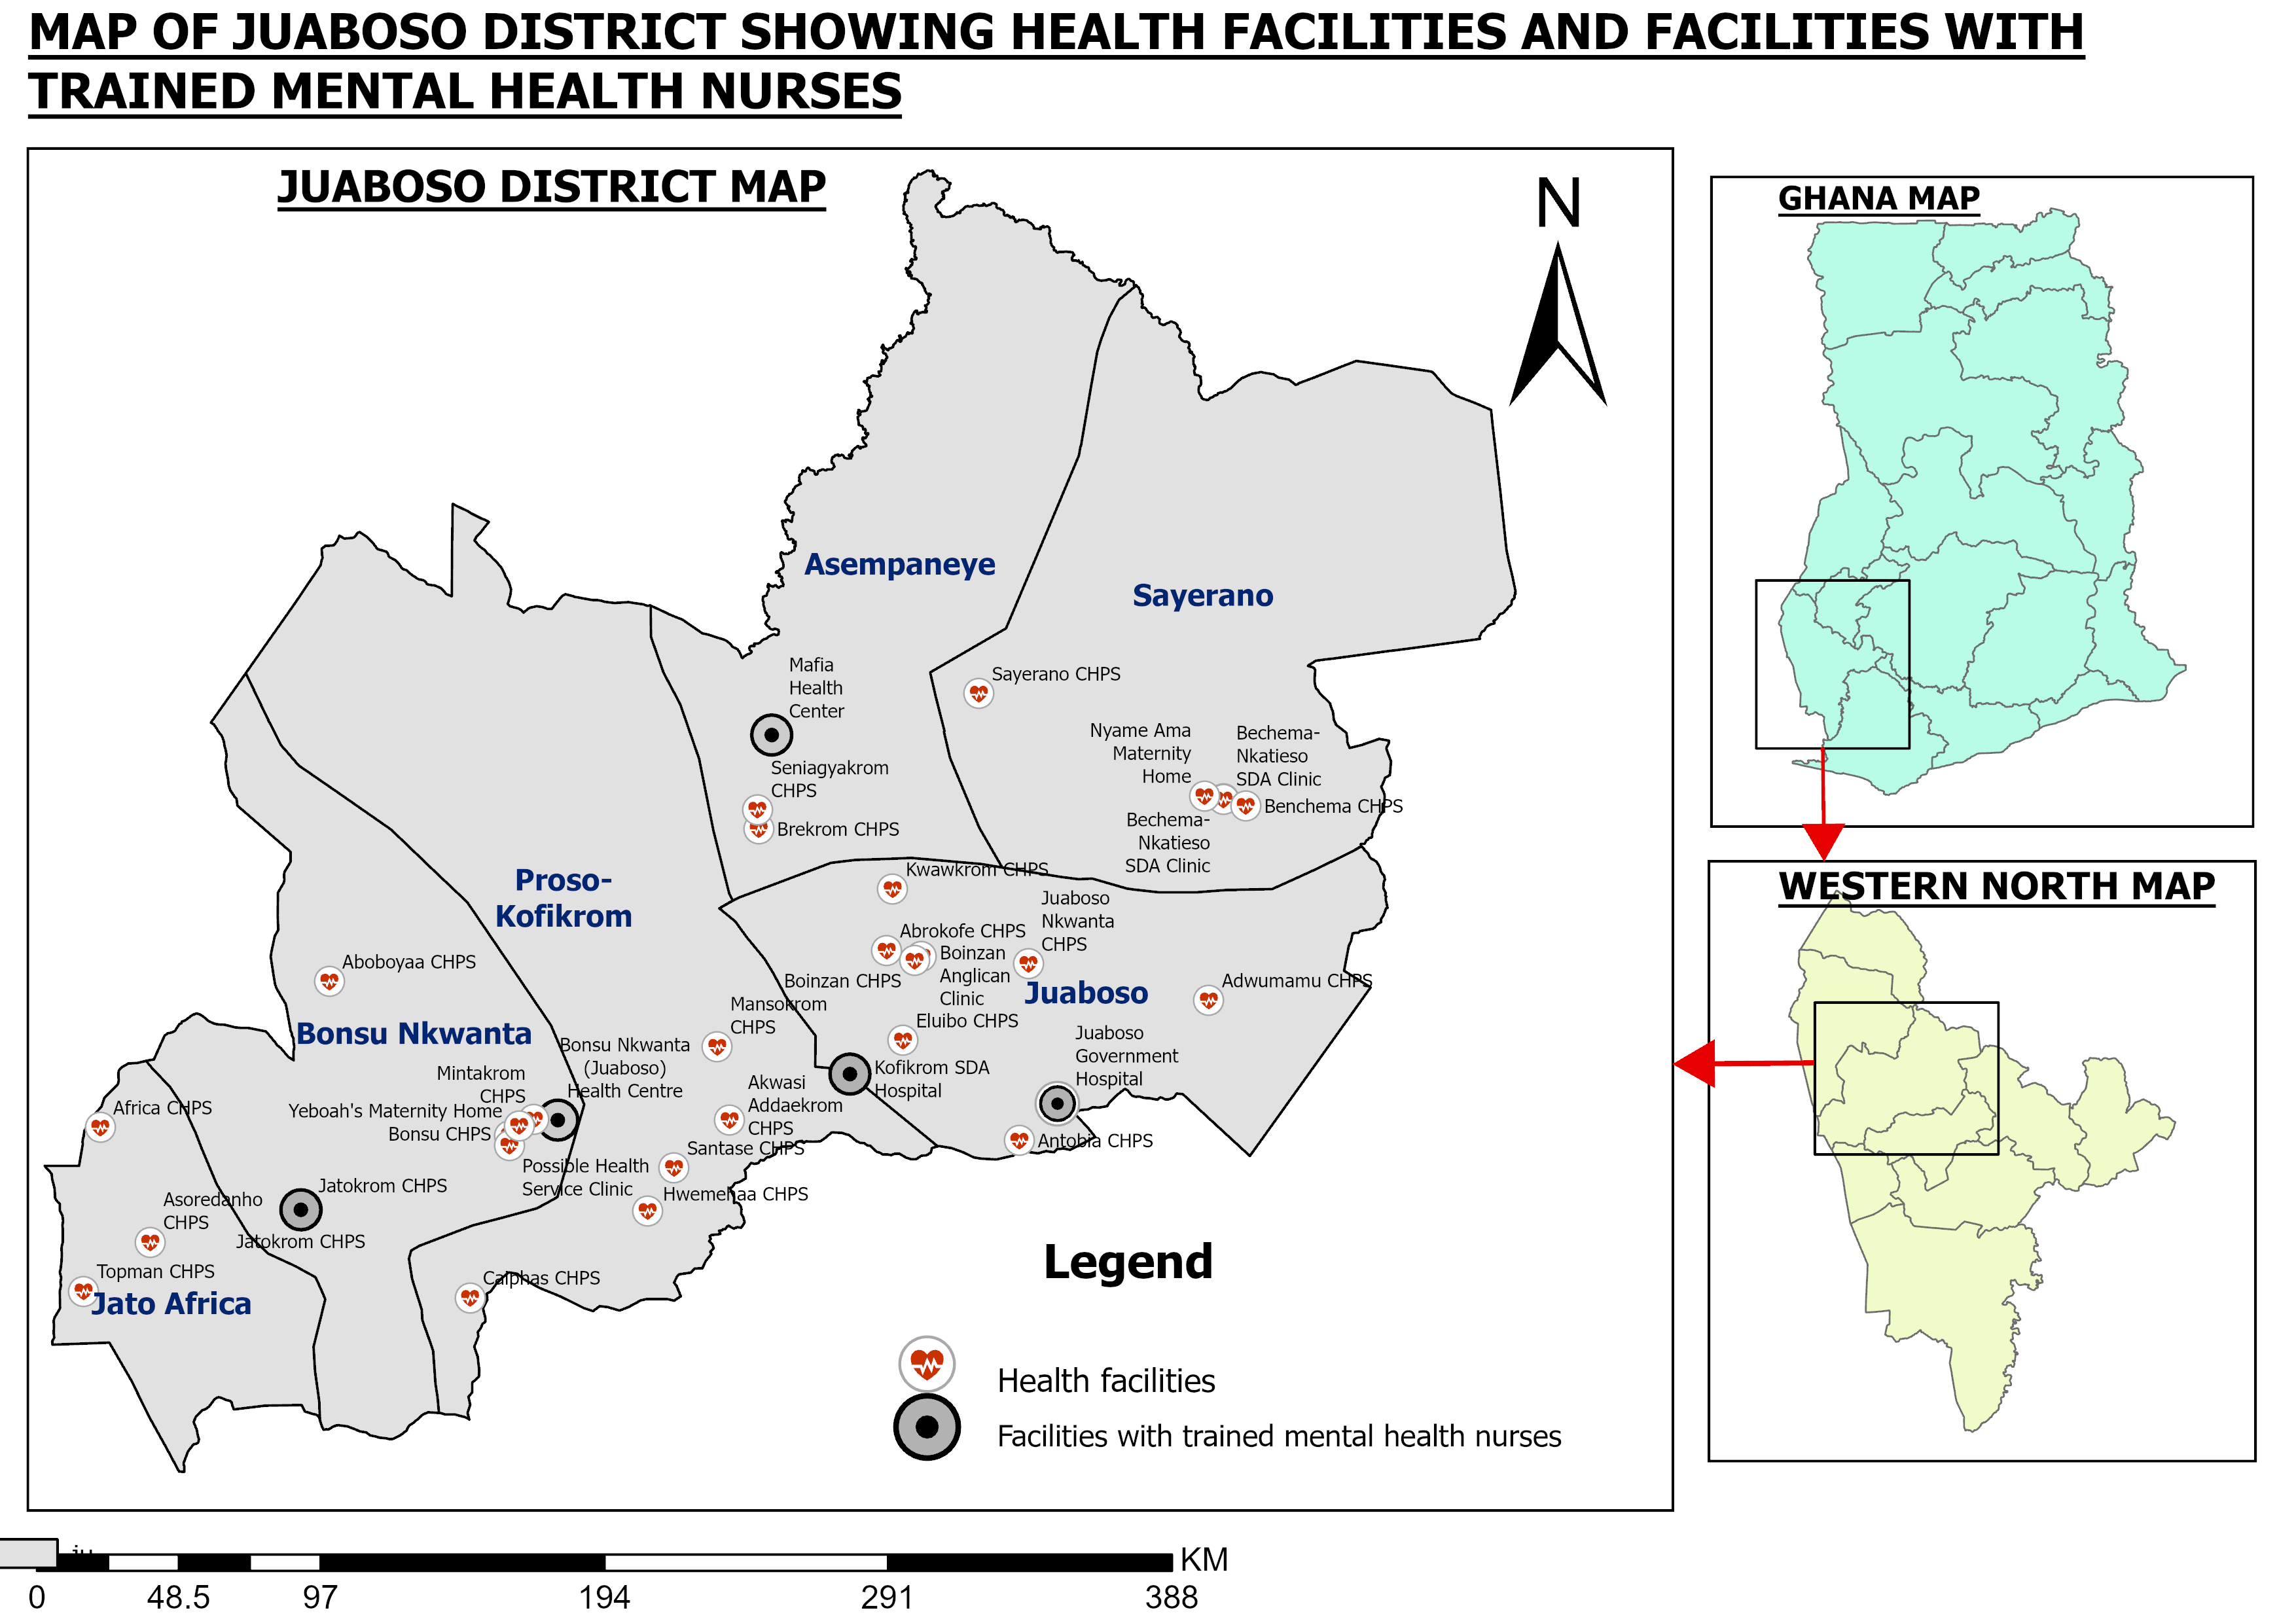 MAP OF JUABOSO DISTRICT SHOWING HEALTH FACILITIES AND FACILITIES WITH
TRAINED MENTAL HEALTH NURSES
JUABOSO DISTRICT MAP
N
GHANA MAP
Asempaneye
Sayerano
Mafia
Health
Center
Sayerano CHPS
Seniagyakrom
CHPS
Brekrom CHPS
Nyame Ama
Maternity
Home
Bechema-
Nkatieso
SDA Clinic
Benchema CHPS
Bechema-
Nkatieso
SDA Clinic
WESTERN NORTH MAP
Proso-
Kofikrom
Kwawkrom CHPS
Juaboso
Nkwanta
CHPS
Abrokofe CHPS
Boinzan
Anglican
Clinic
Boinzan CHPS
Juaboso
Adwumamu CHPS
Aboboyaa CHPS
Mansokrom
CHPS
Eluibo CHPS
Bonsu Nkwanta
Bonsu Nkwanta
(Juaboso)
Health Centre
Juaboso
Government
Hospital
Kofikrom SDA
Hospital
Mintakrom
CHPS
Akwasi
Addaekrom
CHPS
Africa CHPS
Yeboah's Maternity Home
Bonsu CHPS
Antobia CHPS
Santase CHPS
Possible Health
Service Clinic
Hwemehaa CHPS
Jatokrom CHPS
Asoredanho
CHPS
Jatokrom CHPS
Topman CHPS
Jato Africa
Caiphas CHPS
Legend
Health facilities
Facilities with trained mental health nurses
KM
0 48.5 97 194 291 388